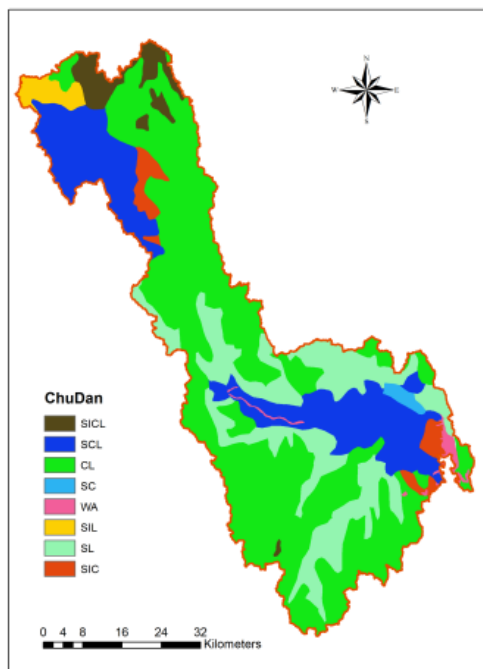 N
W E
S
ChuDan
SICL
SCL
CL
SC
WA
SIL
SL
SIC
0 4 8 16 24 32
Kilometers